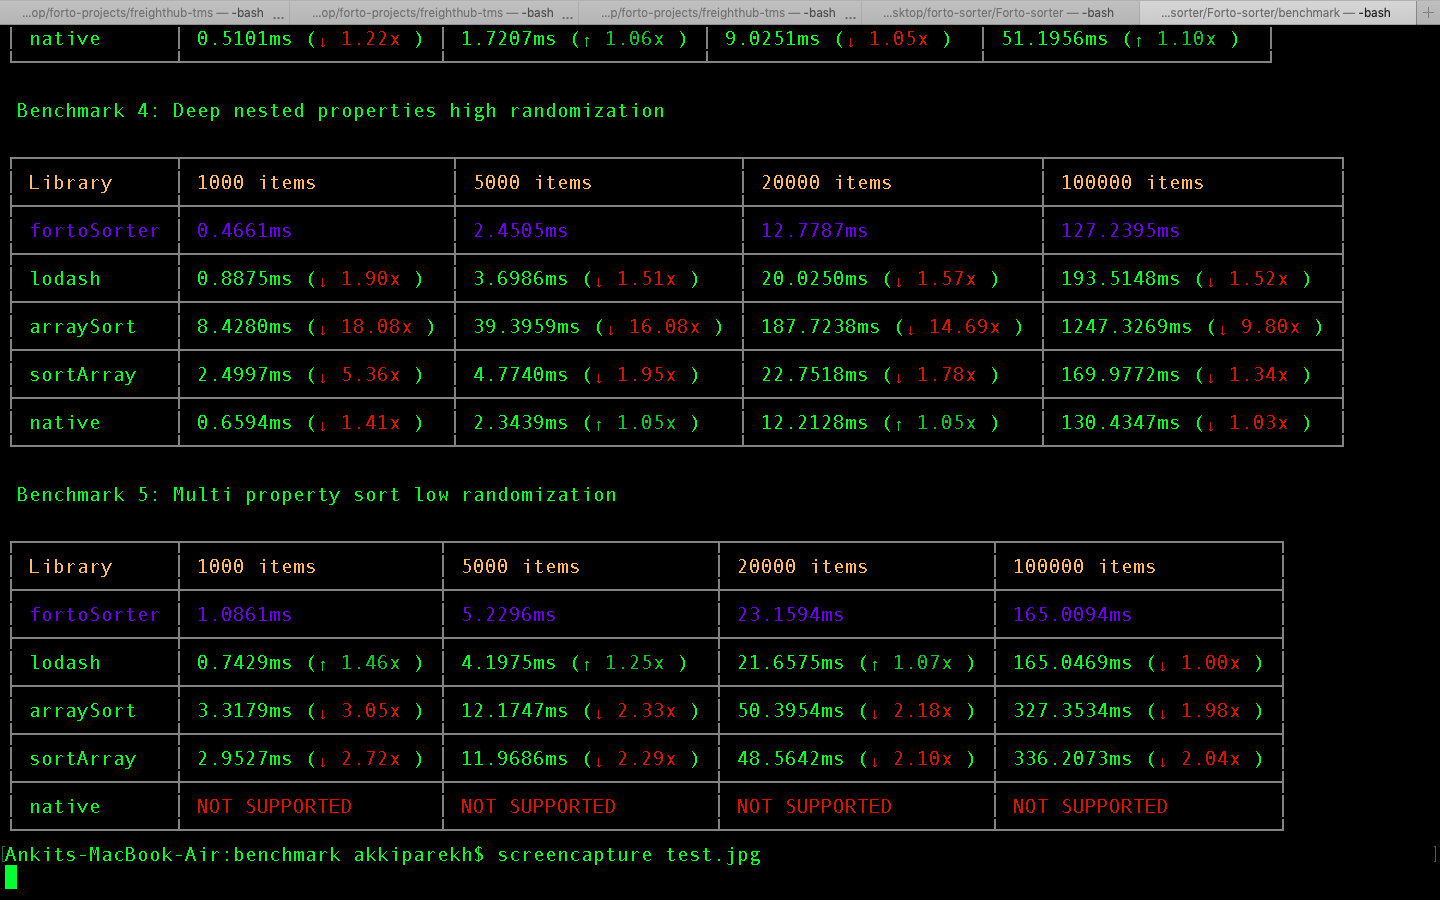 ...op/forto-projects/freighthub-tms — -bash ... ...op/forto-projects/freighthub-tms — -bash ... ...p/forto-projects/freighthub-tms — -bash ... ...sktop/forto-sorter/Forto-sorter — -bash ...sorter/Forto-sorter/benchmark — -bash +
native 0.5101ms (↓ 1.22x ) 1.7207ms (↑ 1.06x ) 9.0251ms (↓ 1.05x ) 51.1956ms (↑ 1.10x )
Benchmark 4: Deep nested properties high randomization
Library 1000 items 5000 items 20000 items 100000 items
fortoSorter 0.4661ms 2.4505ms 12.7787ms 127.2395ms
lodash 0.8875ms (↓ 1.90x ) 3.6986ms (↓ 1.51x ) 20.0250ms (↓ 1.57x ) 193.5148ms (↓ 1.52x )
arraySort 8.4280ms (↓ 18.08x ) 39.3959ms (↓ 16.08x ) 187.7238ms (↓ 14.69x ) 1247.3269ms (↓ 9.80x )
sortArray 2.4997ms (↓ 5.36x ) 4.7740ms (↓ 1.95x ) 22.7518ms (↓ 1.78x ) 169.9772ms (↓ 1.34x )
native 0.6594ms (↓ 1.41x ) 2.3439ms (↑ 1.05x ) 12.2128ms (↑ 1.05x ) 130.4347ms (↓ 1.03x )
Benchmark 5: Multi property sort low randomization
Library 1000 items 5000 items 20000 items 100000 items
fortoSorter 1.0861ms 5.2296ms 23.1594ms 165.0094ms
lodash 0.7429ms (↑ 1.46x ) 4.1975ms (↑ 1.25x ) 21.6575ms (↑ 1.07x ) 165.0469ms (↓ 1.00x )
arraySort 3.3179ms (↓ 3.05x ) 12.1747ms (↓ 2.33x ) 50.3954ms (↓ 2.18x ) 327.3534ms (↓ 1.98x )
sortArray 2.9527ms (↓ 2.72x ) 11.9686ms (↓ 2.29x ) 48.5642ms (↓ 2.10x ) 336.2073ms (↓ 2.04x )
native NOT SUPPORTED NOT SUPPORTED NOT SUPPORTED NOT SUPPORTED
[Ankits-MacBook-Air:benchmark akkiparekh$ screencapture test.jpg ]